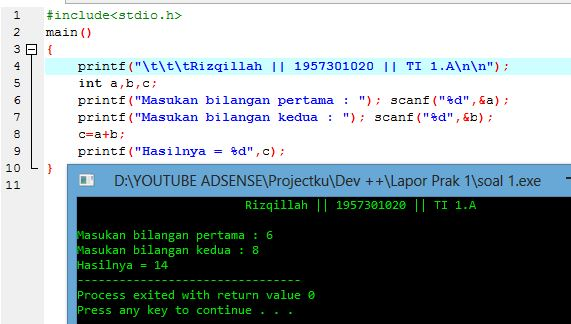 1 #include<stdio.h>
2 main()
3 {
4 printf("\t\t\tRizqillah || 1957301020 || TI 1.A\n\n");
5 int a,b,c;
6 printf("Masukan bilangan pertama : "); scanf("%d",&a);
7 printf("Masukan bilangan kedua : "); scanf("%d",&b);
8 c=a+b;
9 printf("Hasilnya = %d",c);
10 }
11
D:\YOUTUBE ADSENSE\Projectku\Dev ++\Lapor Prak 1\soal 1.exe
Rizqillah || 1957301020 || TI 1.A
Masukan bilangan pertama : 6
Masukan bilangan kedua : 8
Hasilnya = 14
--------------------------------
Process exited with return value 0
Press any key to continue . . .